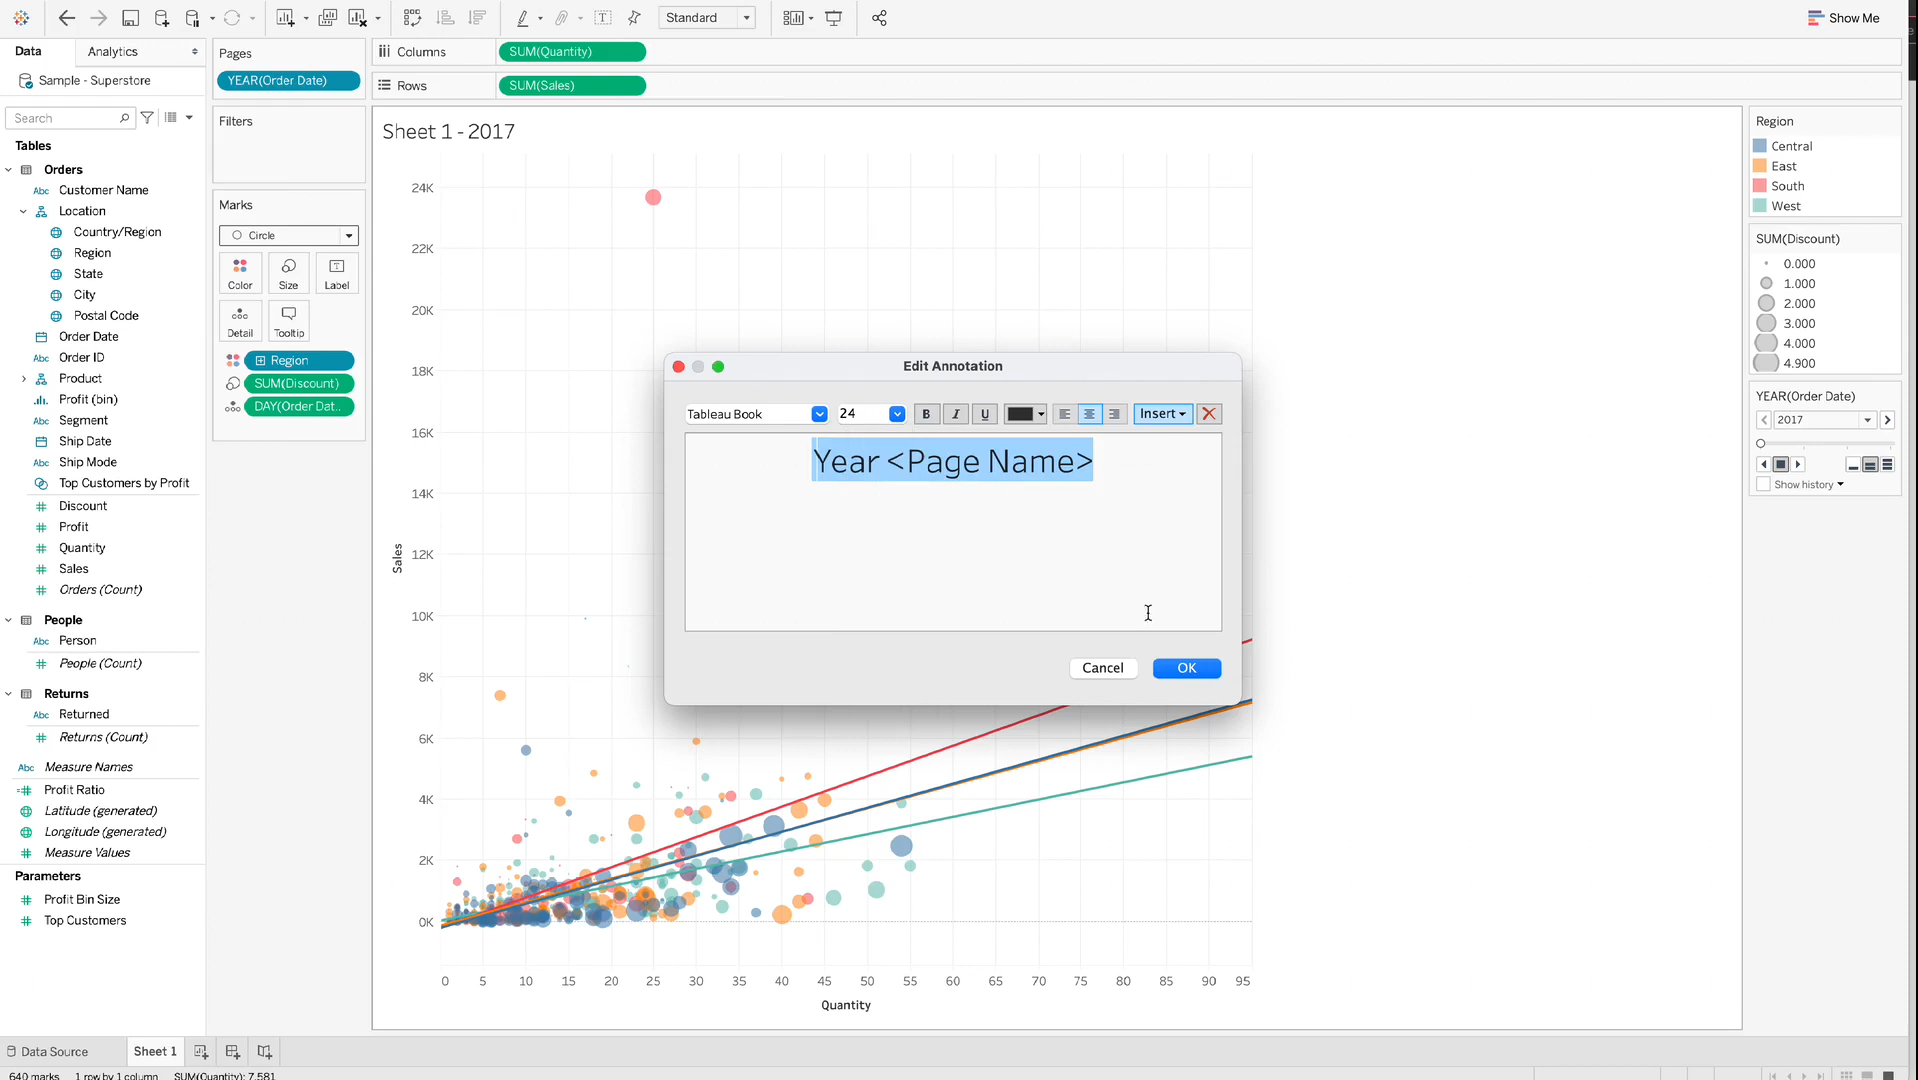 Standard
Show Me
Data
Analytics
Pages
Columns
SUM(Quantity)
YEAR(Order Date)
Rows
SUM(Sales)
Sample - Superstore
Search
Filters
Tables
Orders
Abc Customer Name
Location
Country/Region
Region
State
City
Postal Code
Order Date
Abc Order ID
Product
Profit (bin)
Abc Segment
Ship Date
Abc Ship Mode
Top Customers by Profit
# Discount
# Profit
# Quantity
# Sales
# Orders (Count)
People
Abc Person
# People (Count)
Returns
Abc Returned
# Returns (Count)
Abc Measure Names
=# Profit Ratio
Latitude (generated)
Longitude (generated)
# Measure Values
Parameters
# Profit Bin Size
# Top Customers
Marks
Circle
Color
Size
Label
Detail
Tooltip
Region
SUM(Discount)
DAY(Order Dat..
Sheet 1 - 2017
24K
22K
20K
18K
16K
14K
12K
10K
8K
6K
4K
2K
0K
Sales
0 5 10 15 20 25 30 35 40 45 50 55 60 65 70 75 80 85 90 95
Quantity
Edit Annotation
Tableau Book
24
B
I
U
Insert
Year <Page Name>
Cancel
OK
Region
Central
East
South
West
SUM(Discount)
0.000
1.000
2.000
3.000
4.000
4.900
YEAR(Order Date)
2017
Show history
Data Source
Sheet 1
640 marks
1 row by 1 column
SUM(Quantity): 7,581